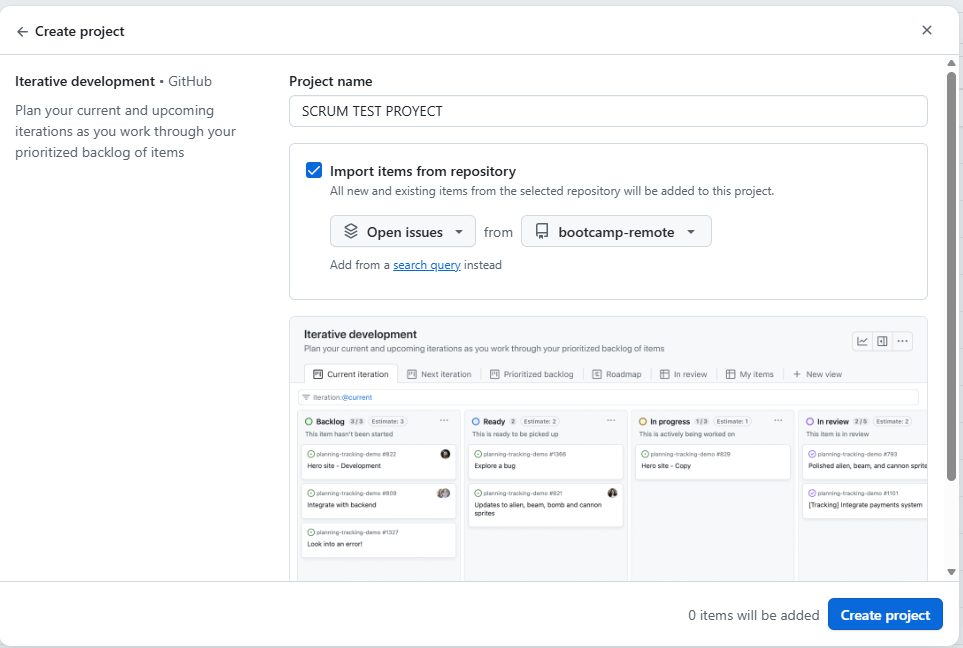 Create project
Iterative development • GitHub
Plan your current and upcoming
iterations as you work through your
prioritized backlog of items
Project name
SCRUM TEST PROYECT
Import items from repository
All new and existing items from the selected repository will be added to this project.
Open issues from bootcamp-remote
Add from a search query instead
Iterative development
Plan your current and upcoming iterations as you work through your prioritized backlog of items
Current iteration Next iteration Prioritized backlog Roadmap In review My items + New view
iteration:@current
Backlog 3/3 Estimate: 3
This item hasn't been started
planning-tracking-demo #822
Hero site - Development
planning-tracking-demo #809
Integrate with backend
planning-tracking-demo #1327
Look into an error!
Ready 2 Estimate: 2
This is ready to be picked up
planning-tracking-demo #1366
Explore a bug
planning-tracking-demo #821
Updates to alien, beam, bomb and cannon
sprites
In progress 1/3 Estimate: 1
This is actively being worked on
planning-tracking-demo #829
Hero site - Copy
In review 2/5 Estimate: 2
This item is in review
planning-tracking-demo #783
Polished alien, beam, and cannon sprite
planning-tracking-demo #1101
[Tracking] Integrate payments system
0 items will be added
Create project